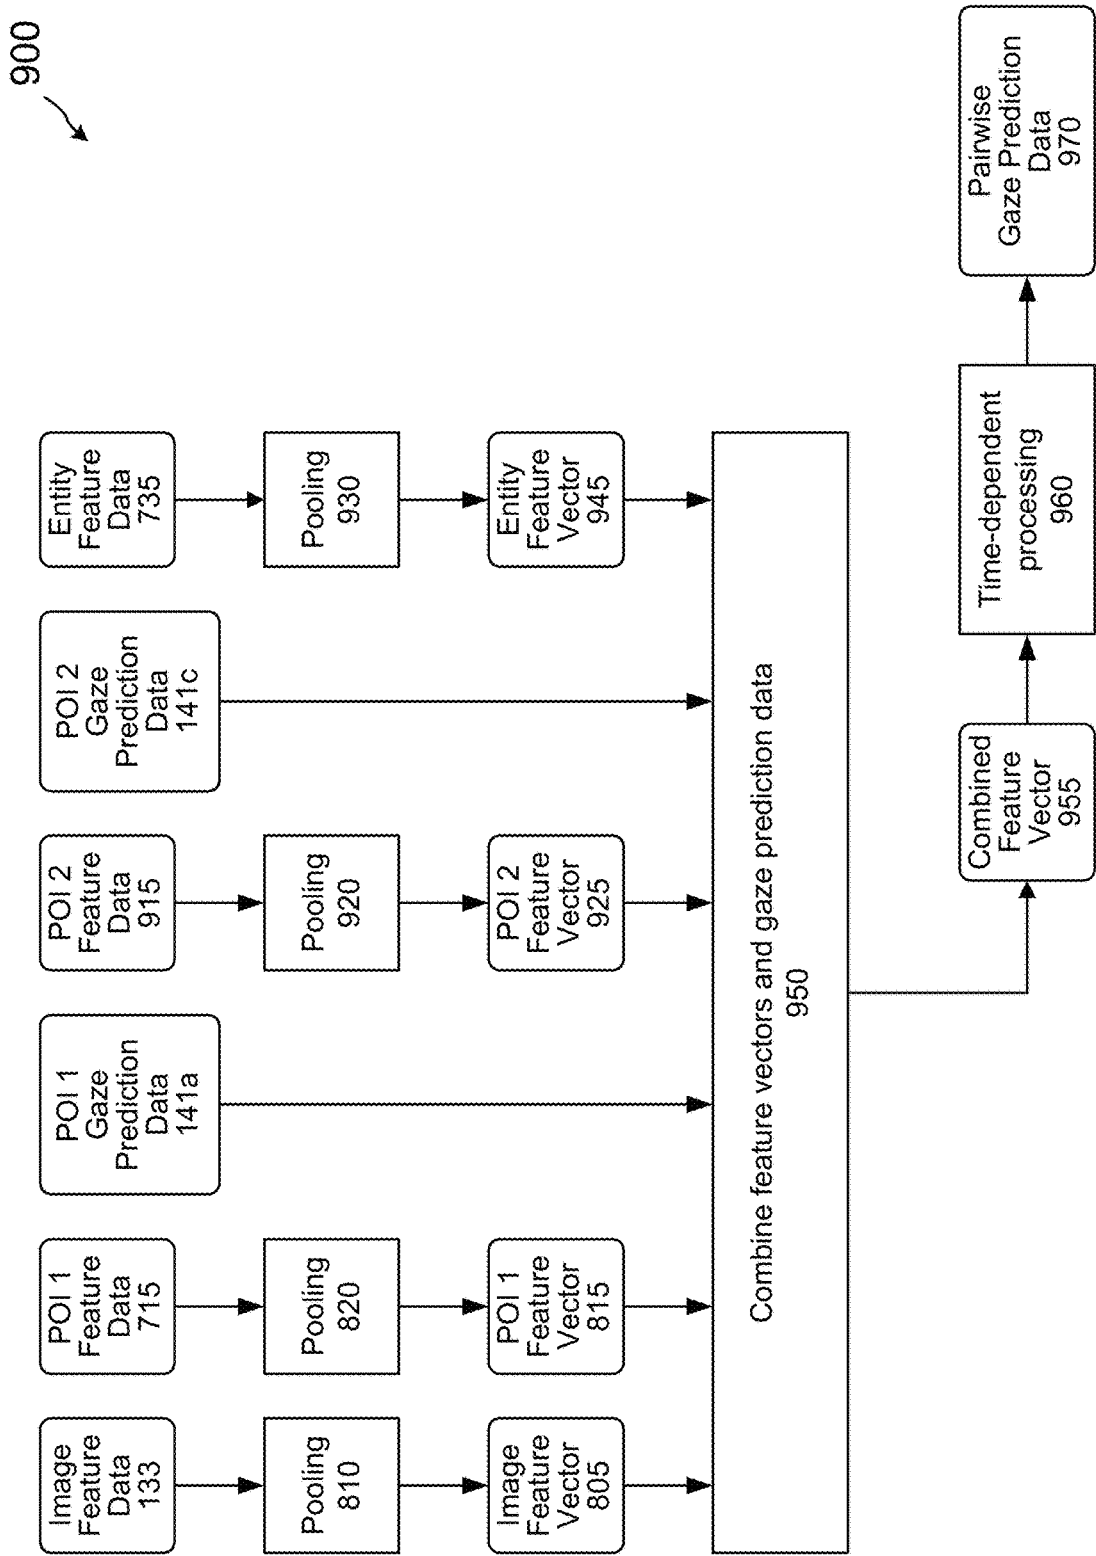 900
Image
Feature
Data
133
POI 1
Feature
Data
715
POI 1
Gaze
Prediction
Data
141a
POI 2
Feature
Data
915
POI 2
Gaze
Prediction
Data
141c
Entity
Feature
Data
735
Pooling
810
Pooling
820
Pooling
920
Pooling
930
Image
Feature
Vector
805
POI 1
Feature
Vector
815
POI 2
Feature
Vector
925
Entity
Feature
Vector
945
Combine feature vectors and gaze prediction data
950
Combined
Feature
Vector
955
Time-dependent
processing
960
Pairwise
Gaze Prediction
Data
970